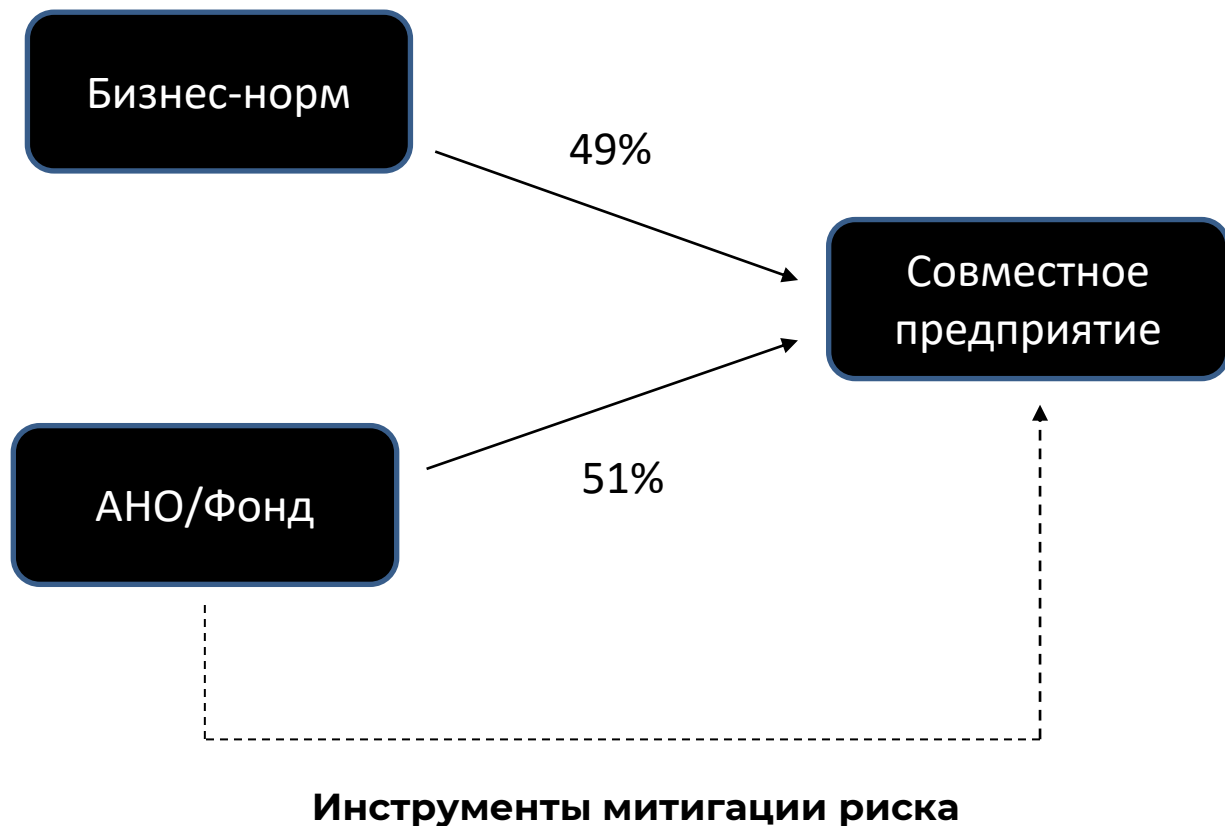 Бизнес-норм
49%
Совместное
предприятие
АНО/Фонд
51%
Инструменты митигации риска